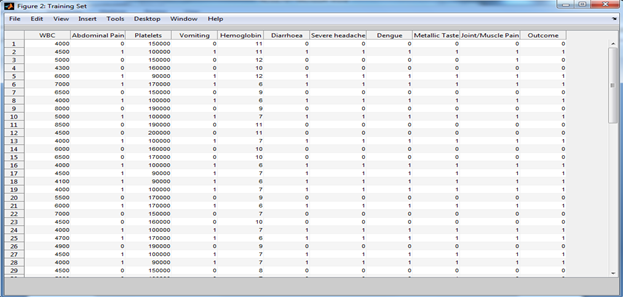 Figure 2: Training Set
File Edit View Insert Tools Desktop Window Help
WBC Abdominal Pain Platelets Vomiting Hemoglobin Diarrhoea Severe headache Dengue Metallic Taste Joint/Muscle Pain Outcome
1 4000 0 150000 0 11 0 0 0 0 0 0
2 4500 1 100000 1 11 1 1 1 1 1 1
3 5000 0 150000 0 12 0 0 0 0 1 0
4 4300 0 160000 0 10 0 0 0 0 0 0
5 6000 1 90000 1 12 1 1 1 1 1 1
6 7000 1 170000 1 6 1 1 1 1 1 1
7 6500 0 150000 0 9 0 0 0 0 0 0
8 4000 1 100000 1 6 1 1 1 1 1 1
9 8000 0 190000 0 9 0 0 0 0 0 0
10 5000 1 100000 1 7 1 1 1 1 1 1
11 8500 0 190000 0 11 0 0 0 0 0 0
12 4500 0 200000 0 11 0 0 0 0 0 0
13 4000 1 100000 1 7 1 1 1 1 1 1
14 6000 0 160000 0 10 0 0 0 0 0 0
15 6500 0 170000 0 10 0 0 0 0 0 0
16 4000 1 100000 1 6 1 1 1 1 1 1
17 4500 1 90000 1 7 1 1 1 1 1 1
18 4100 1 90000 1 6 1 1 1 1 1 1
19 4000 1 100000 1 7 1 1 1 1 1 1
20 5500 0 170000 0 9 0 0 0 0 0 0
21 6000 1 170000 1 6 1 1 1 1 1 1
22 7000 0 150000 0 7 0 0 0 0 0 0
23 4500 0 160000 0 10 0 0 0 0 0 0
24 4000 1 100000 1 7 1 1 1 1 1 1
25 4700 1 170000 1 6 1 1 1 1 1 1
26 4900 0 190000 0 9 0 0 0 0 0 0
27 4500 1 100000 1 7 1 1 1 1 1 1
28 4000 1 90000 1 7 1 1 1 1 1 1
29 4500 0 150000 0 8 0 0 0 0 0 0